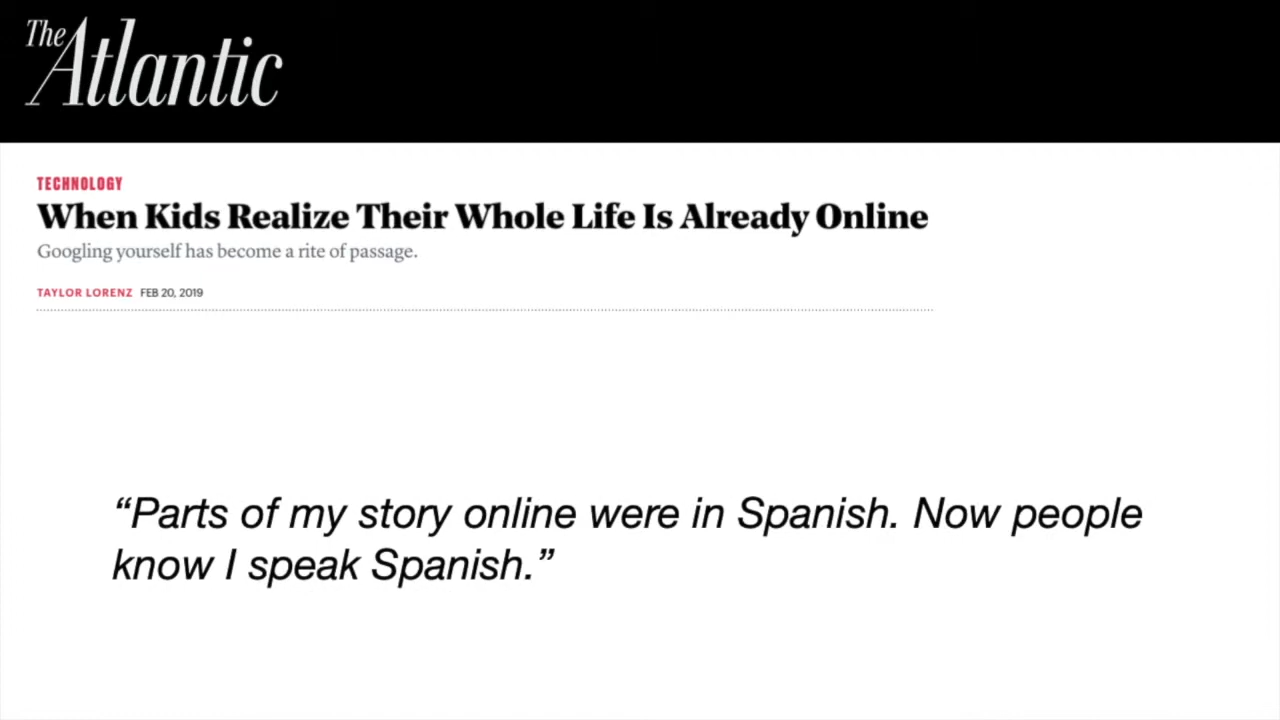 The Atlantic
TECHNOLOGY
When Kids Realize Their Whole Life Is Already Online
Googling yourself has become a rite of passage.
TAYLOR LORENZ FEB 20, 2019
“Parts of my story online were in Spanish. Now people
know I speak Spanish.”